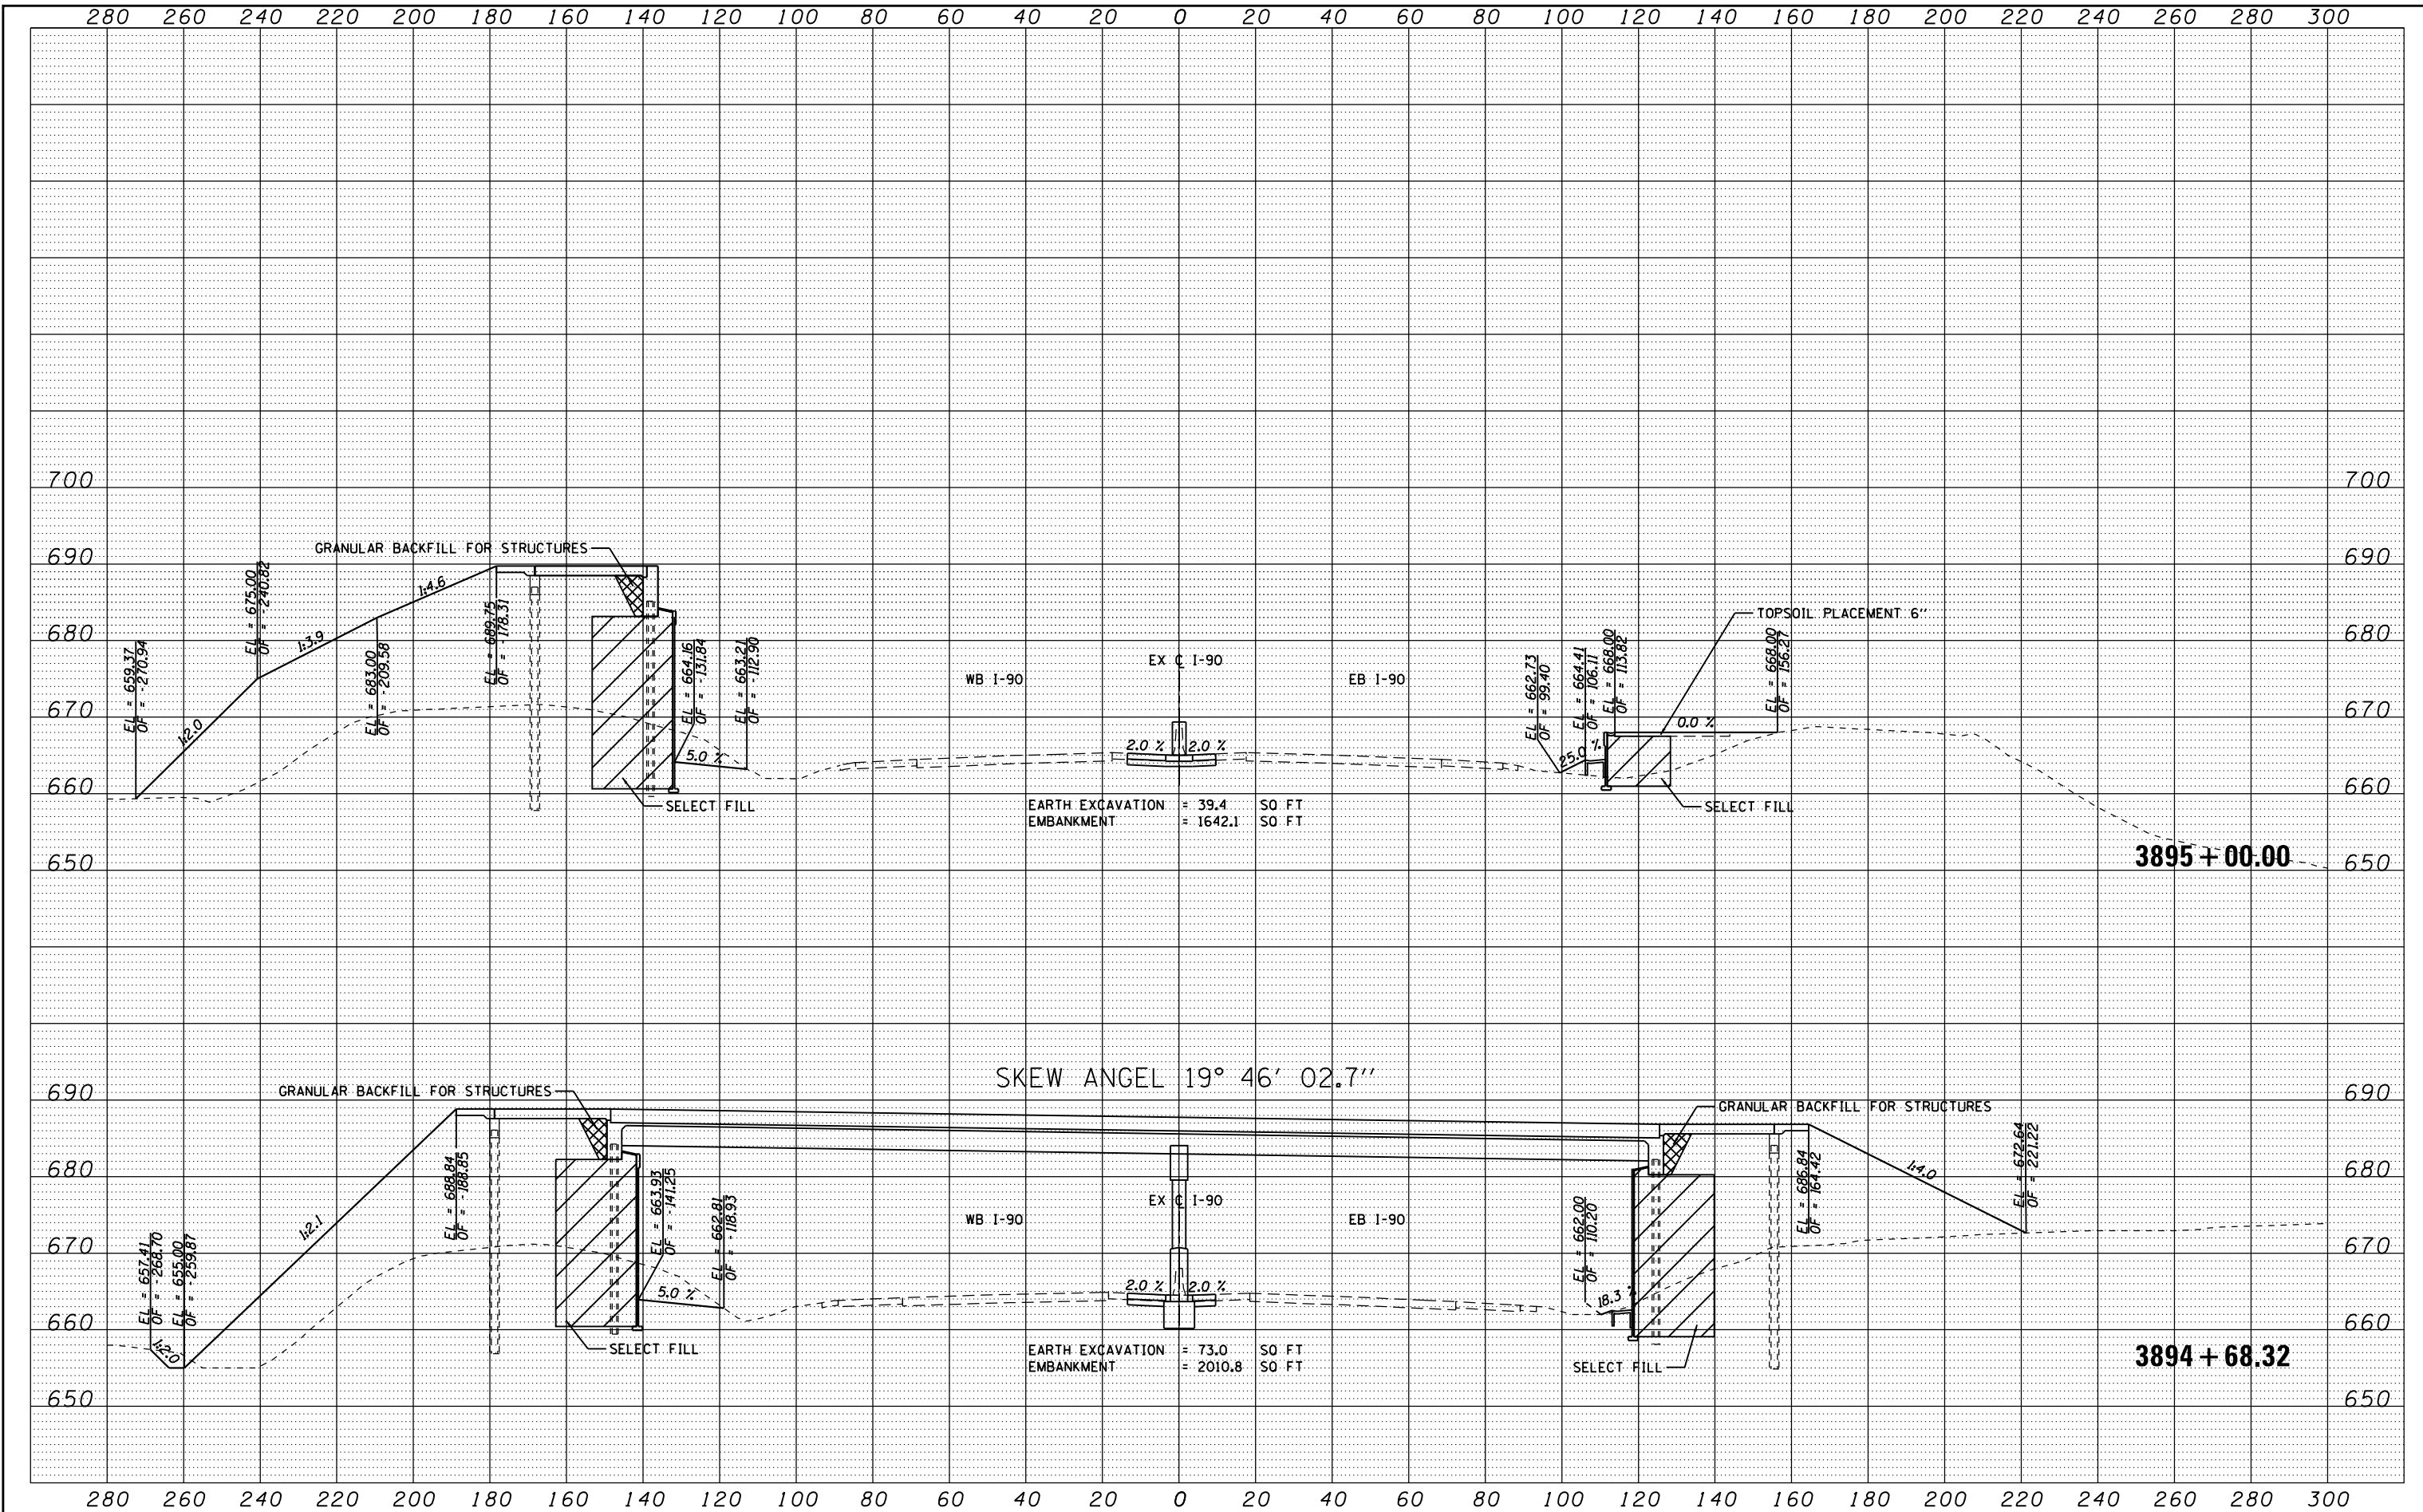 280 260 240 220 200 180 160 140 120 100 80 60 40 20 0 20 40 60 80 100 120 140 160 180 200 220 240 260 280 300
700 700
690 690
GRANULAR BACKFILL FOR STRUCTURES
EL = 675.00
OF = -240.82
1:4.6
EL = 689.75
OF = -178.31
TOPSOIL PLACEMENT 6"
680 680
1:3.9
EL = 659.37
OF = -270.94
EL = 683.00
OF = -209.58
EL = 664.16
OF = -131.84
EL = 663.21
OF = -112.90
EX ℄ I-90
WB I-90
EB I-90
EL = 662.73
OF = 99.40
EL = 664.41
OF = 106.11
EL = 668.00
OF = 113.82
EL = 668.00
OF = 156.27
670 670
1:2.0
0.0 %
5.0 %
2.0 % 2.0 %
25.0 %
660 660
SELECT FILL
EARTH EXCAVATION = 39.4 SQ FT
EMBANKMENT = 1642.1 SQ FT
SELECT FILL
3895 + 00.00
650 650
SKEW ANGEL 19° 46' 02.7"
690 690
GRANULAR BACKFILL FOR STRUCTURES
GRANULAR BACKFILL FOR STRUCTURES
680 680
EL = 688.84
OF = -188.85
EL = 663.93
OF = -141.25
EL = 662.81
OF = -118.93
EX ℄ I-90
WB I-90
EB I-90
EL = 662.00
OF = 110.20
EL = 686.84
OF = 164.42
1:4.0
EL = 672.64
OF = 221.22
1:2.1
670 670
EL = 657.41
OF = -268.70
EL = 655.00
OF = -259.87
5.0 %
2.0 % 2.0 %
18.3 %
660 660
1:2.0
SELECT FILL
EARTH EXCAVATION = 73.0 SQ FT
EMBANKMENT = 2010.8 SQ FT
SELECT FILL
3894 + 68.32
650 650
280 260 240 220 200 180 160 140 120 100 80 60 40 20 0 20 40 60 80 100 120 140 160 180 200 220 240 260 280 300